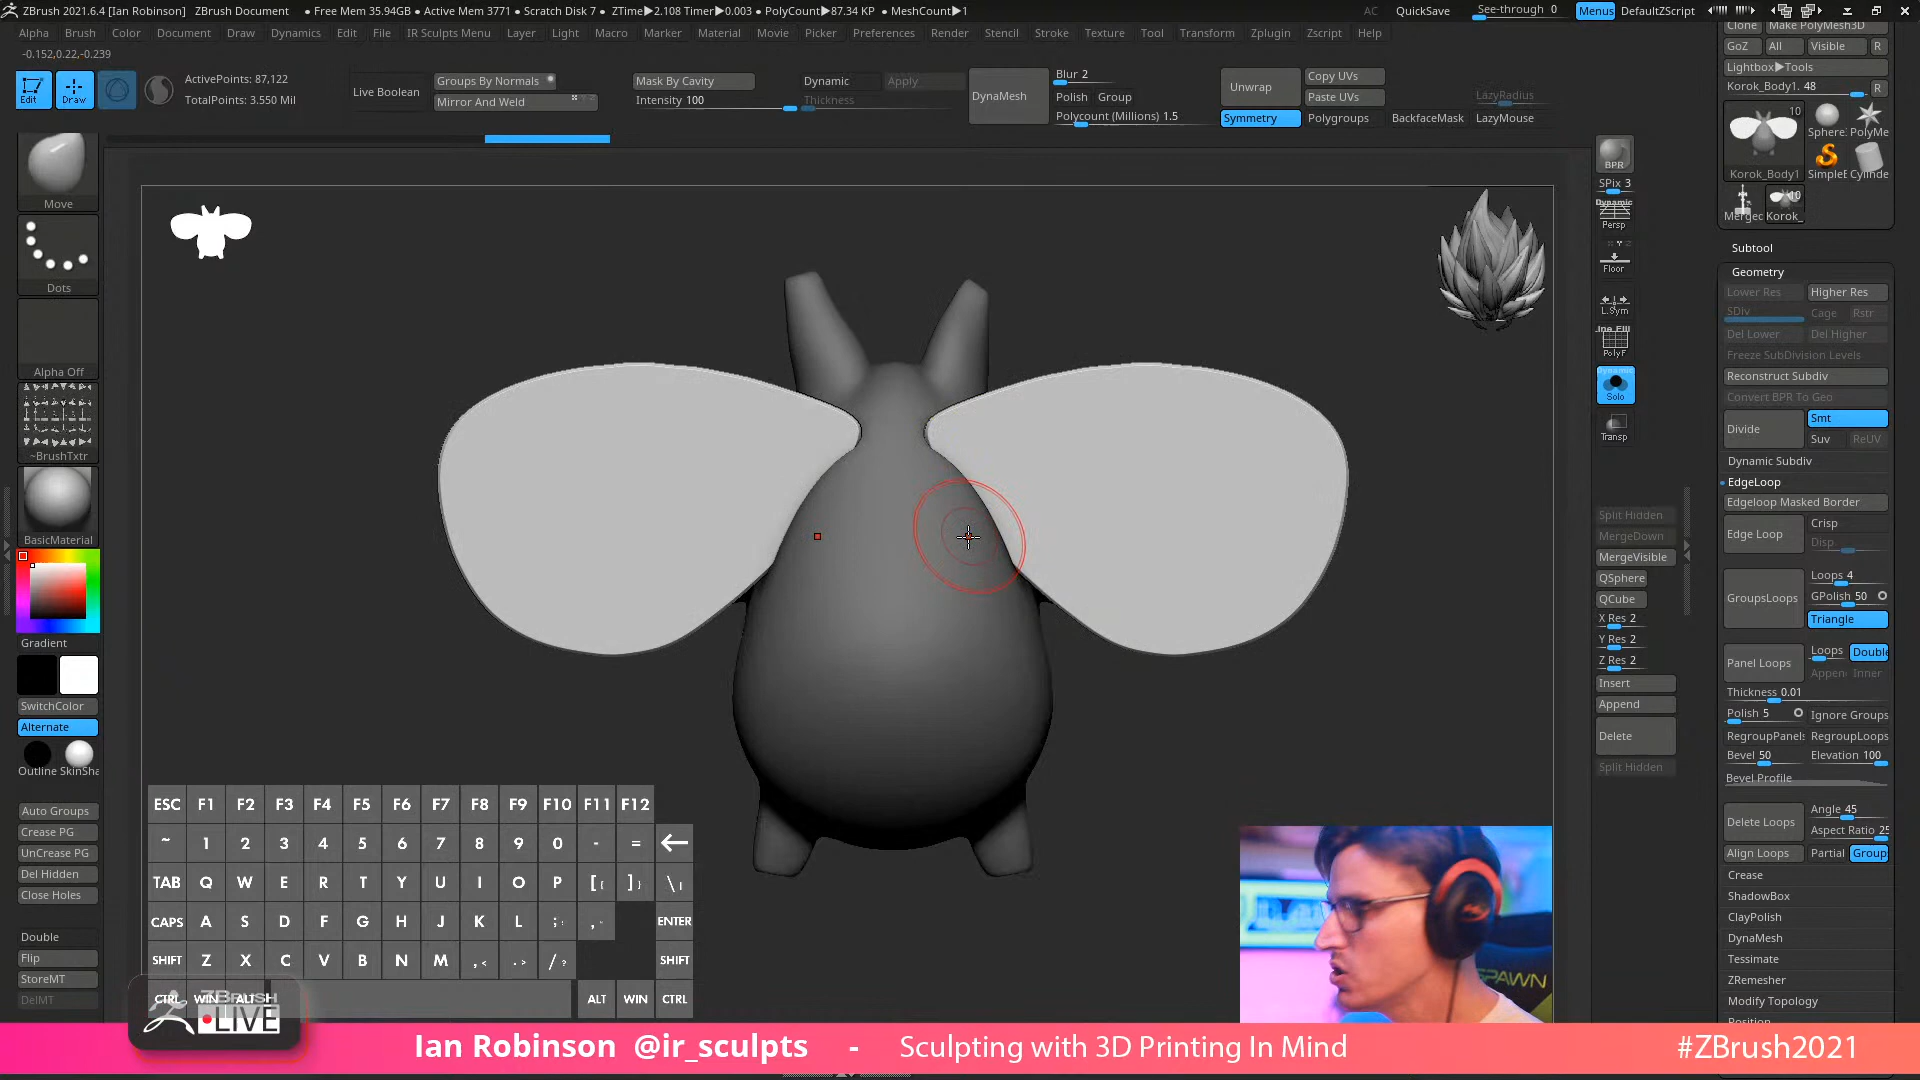 ZBrush 2021.6.4 [Ian Robinson] ZBrush Document • Free Mem 35.94GB • Active Mem 3771 • Scratch Disk 7 • ZTime▶2.108 Timer▶0.003 • PolyCount▶87.34 KP • MeshCount▶1 AC QuickSave See-through 0 Menus DefaultZScript
Alpha Brush Color Document Draw Dynamics Edit File IR Sculpts Menu Layer Light Macro Marker Material Movie Picker Preferences Render Stencil Stroke Texture Tool Transform Zplugin Zscript Help
-0.152,0.22,-0.239
Edit
Draw
ActivePoints: 87,122
TotalPoints: 3.550 Mil
Live Boolean
Groups By Normals
Mirror And Weld
Mask By Cavity
Intensity 100
Dynamic Apply
Thickness
DynaMesh
Blur 2
Polish Group
Polycount (Millions) 1.5
Unwrap
Symmetry
Copy UVs
Paste UVs
Polygroups
BackfaceMask
LazyRadius
LazyMouse
Move
Dots
Alpha Off
~BrushTxtr
BasicMaterial
Gradient
SwitchColor
Alternate
Outline SkinSha
Auto Groups
Crease PG
UnCrease PG
Del Hidden
Close Holes
Double
Flip
StoreMT
DelMT
BPR
SPix 3
Dynamic
Persp
Floor
L.Sym
PolyF
Dynamic
Solo
Transp
Split Hidden
MergeDown
MergeVisible
QSphere
QCube
X Res 2
Y Res 2
Z Res 2
Insert
Append
Delete
Split Hidden
Clone Make PolyMesh3D
GoZ All Visible R
Lightbox▶Tools
Korok_Body1. 48 R
10
Korok_Body1
Sphere. PolyMe
SimpleB Cylinde
10
Mergec Korok_
Subtool
Geometry
Lower Res Higher Res
SDiv Cage Rstr
Del Lower Del Higher
Freeze SubDivision Levels
Reconstruct Subdiv
Convert BPR To Geo
Divide Smt
Suv ReUV
Dynamic Subdiv
EdgeLoop
Edgeloop Masked Border
Edge Loop Crisp
Disp
GroupsLoops Loops 4
GPolish 50
Triangle
Panel Loops Loops Double
Append Inner
Thickness 0.01
Polish 5 Ignore Groups
RegroupPanels RegroupLoops
Bevel 50 Elevation 100
Bevel Profile
Delete Loops Angle 45
Aspect Ratio 25
Align Loops Partial Group
Crease
ShadowBox
ClayPolish
DynaMesh
Tessimate
ZRemesher
Modify Topology
Position
ESC F1 F2 F3 F4 F5 F6 F7 F8 F9 F10 F11 F12
~ 1 2 3 4 5 6 7 8 9 0 - = ←
TAB Q W E R T Y U I O P [{ ]} \|
CAPS A S D F G H J K L ;: ,. ENTER
SHIFT Z X C V B N M ,< .> /? SHIFT
CTRL WIN ALT ALT WIN CTRL
ZBRUSH
LIVE
SPAWN
Ian Robinson @ir_sculpts - Sculpting with 3D Printing In Mind #ZBrush2021